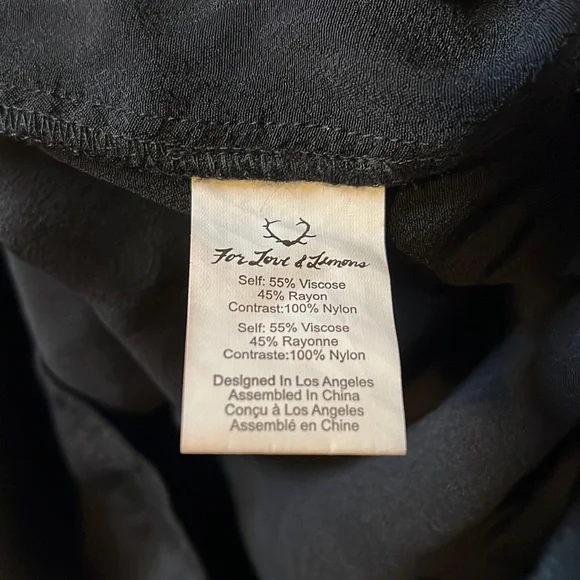 For Love & Lemons
Self: 55% Viscose
45% Rayon
Contrast:100% Nylon
Self: 55% Viscose
45% Rayonne
Contraste:100% Nylon
Designed In Los Angeles
Assembled In China
Conçu à Los Angeles
Assemblé en Chine